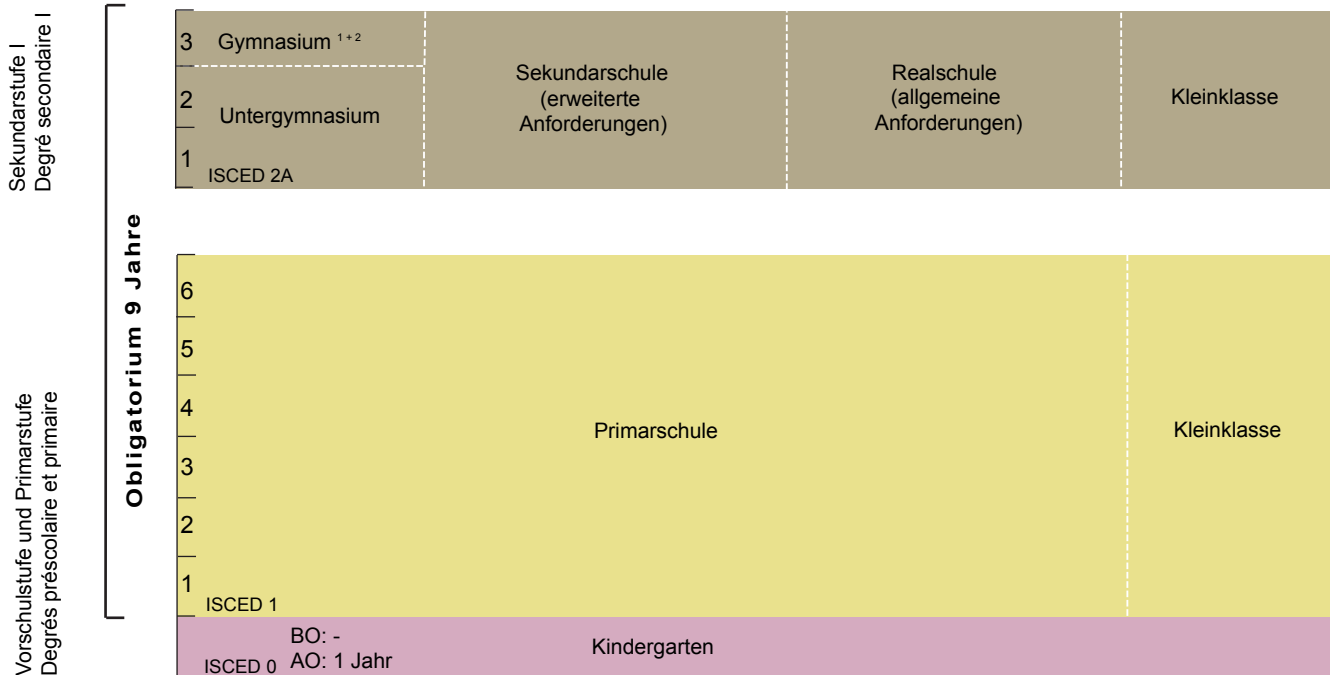 Sekundarstufe I
Degré secondaire I
Obligatorium 9 Jahre
3
Gymnasium ¹⁺²
2
Untergymnasium
1
ISCED 2A
Sekundarschule
(erweiterte
Anforderungen)
Realschule
(allgemeine
Anforderungen)
Kleinklasse
Vorschulstufe und Primarstufe
Degrés préscolaire et primaire
6
5
4
3
2
1
ISCED 1
Primarschule
Kleinklasse
ISCED 0
BO: -
AO: 1 Jahr
Kindergarten